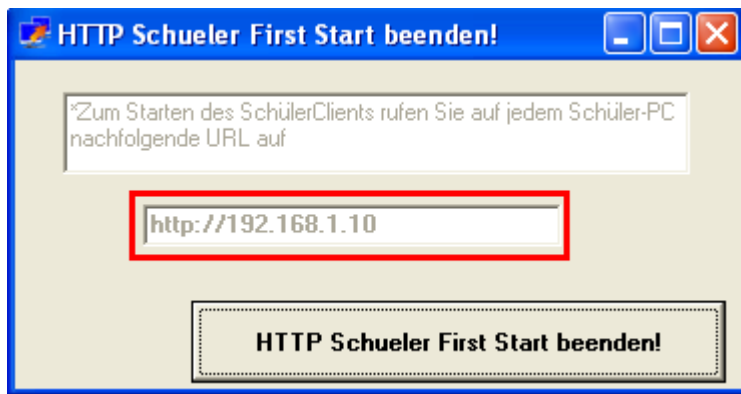 HTTP Schueler First Start beenden!
*Zum Starten des SchülerClients rufen Sie auf jedem Schüler-PC
nachfolgende URL auf
http://192.168.1.10
HTTP Schueler First Start beenden!